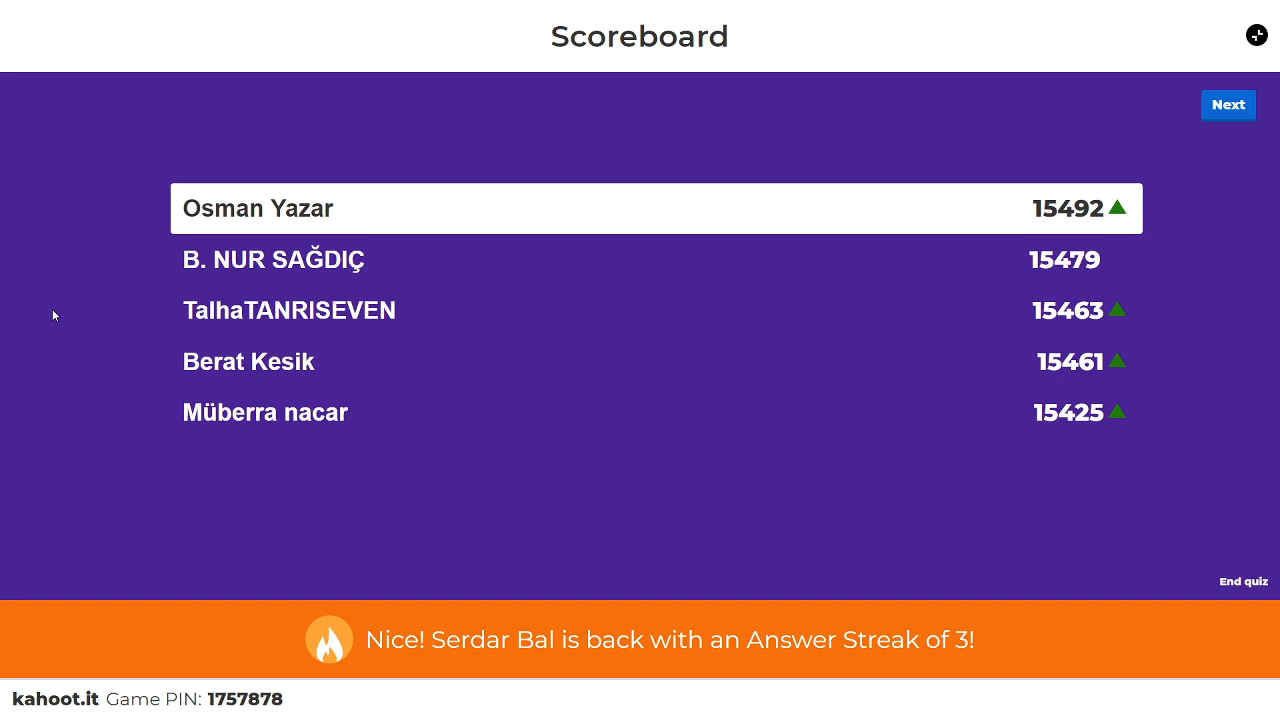 Scoreboard
Next
Osman Yazar 15492
B. NUR SAĞDIÇ 15479
TalhaTANRISEVEN 15463
Berat Kesik 15461
Müberra nacar 15425
End quiz
Nice! Serdar Bal is back with an Answer Streak of 3!
kahoot.it Game PIN: 1757878